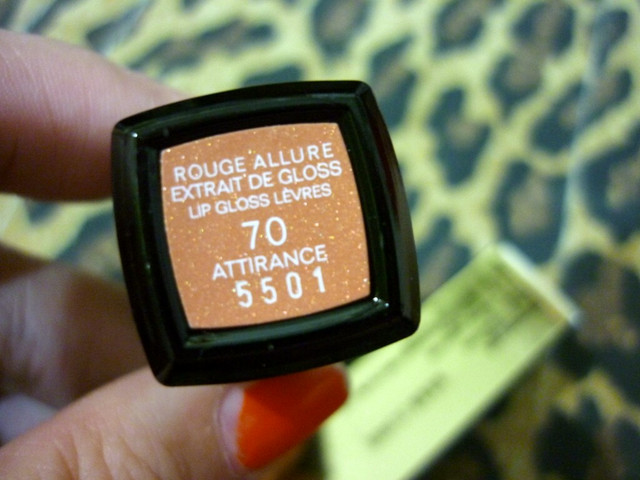 ROUGE ALLURE
EXTRAIT DE GLOSS
LIP GLOSS LÈVRES
70
ATTIRANCE
5501